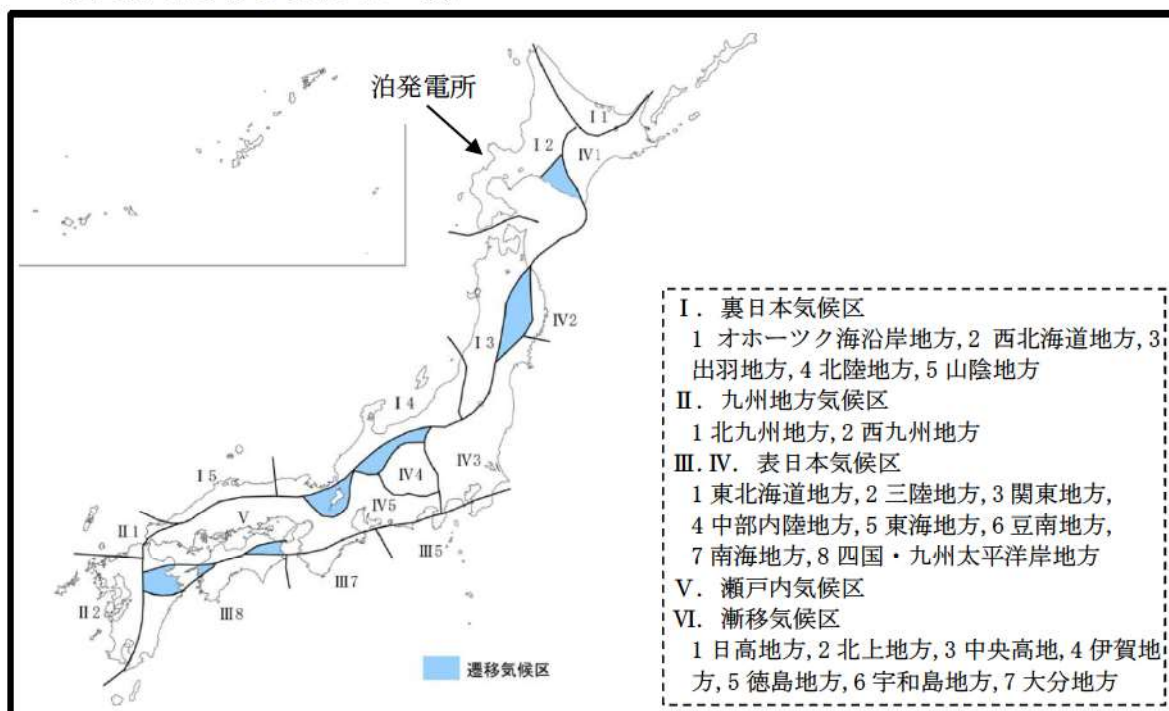 泊発電所
Ⅰ1
Ⅰ2
Ⅳ1
Ⅳ2
Ⅰ3
Ⅰ4
Ⅳ3
Ⅳ4
Ⅰ5
Ⅳ5
Ⅴ
Ⅱ1
Ⅲ5
Ⅲ7
Ⅱ2
Ⅲ8
遷移気候区
Ⅰ. 裏日本気候区
1 オホーツク海沿岸地方,2 西北海道地方,3
出羽地方,4 北陸地方,5 山陰地方
Ⅱ. 九州地方気候区
1 北九州地方,2 西九州地方
Ⅲ.Ⅳ. 表日本気候区
1 東北海道地方,2 三陸地方,3 関東地方,
4 中部内陸地方,5 東海地方,6 豆南地方,
7 南海地方,8 四国・九州太平洋岸地方
Ⅴ. 瀬戸内気候区
Ⅵ. 漸移気候区
1 日高地方,2 北上地方,3 中央高地,4 伊賀地
方,5 徳島地方,6 宇和島地方,7 大分地方